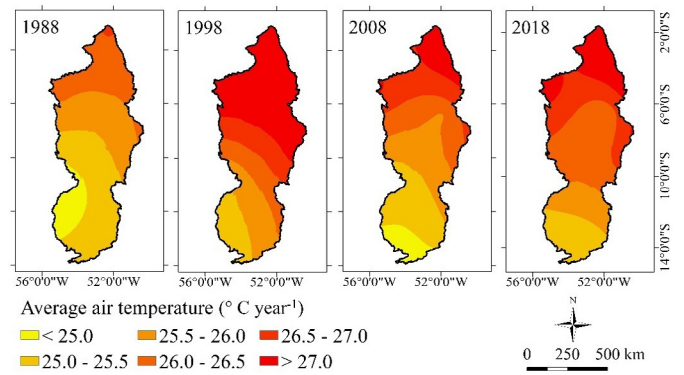 1988 1998 2008 2018
2°0'0"S
6°0'0"S
10°0'0"S
14°0'0"S
56°0'0"W 52°0'0"W 56°0'0"W 52°0'0"W 56°0'0"W 52°0'0"W 56°0'0"W 52°0'0"W
Average air temperature (° C year-1)
< 25.0 25.5 - 26.0 26.5 - 27.0
25.0 - 25.5 26.0 - 26.5 > 27.0
N
0 250 500 km